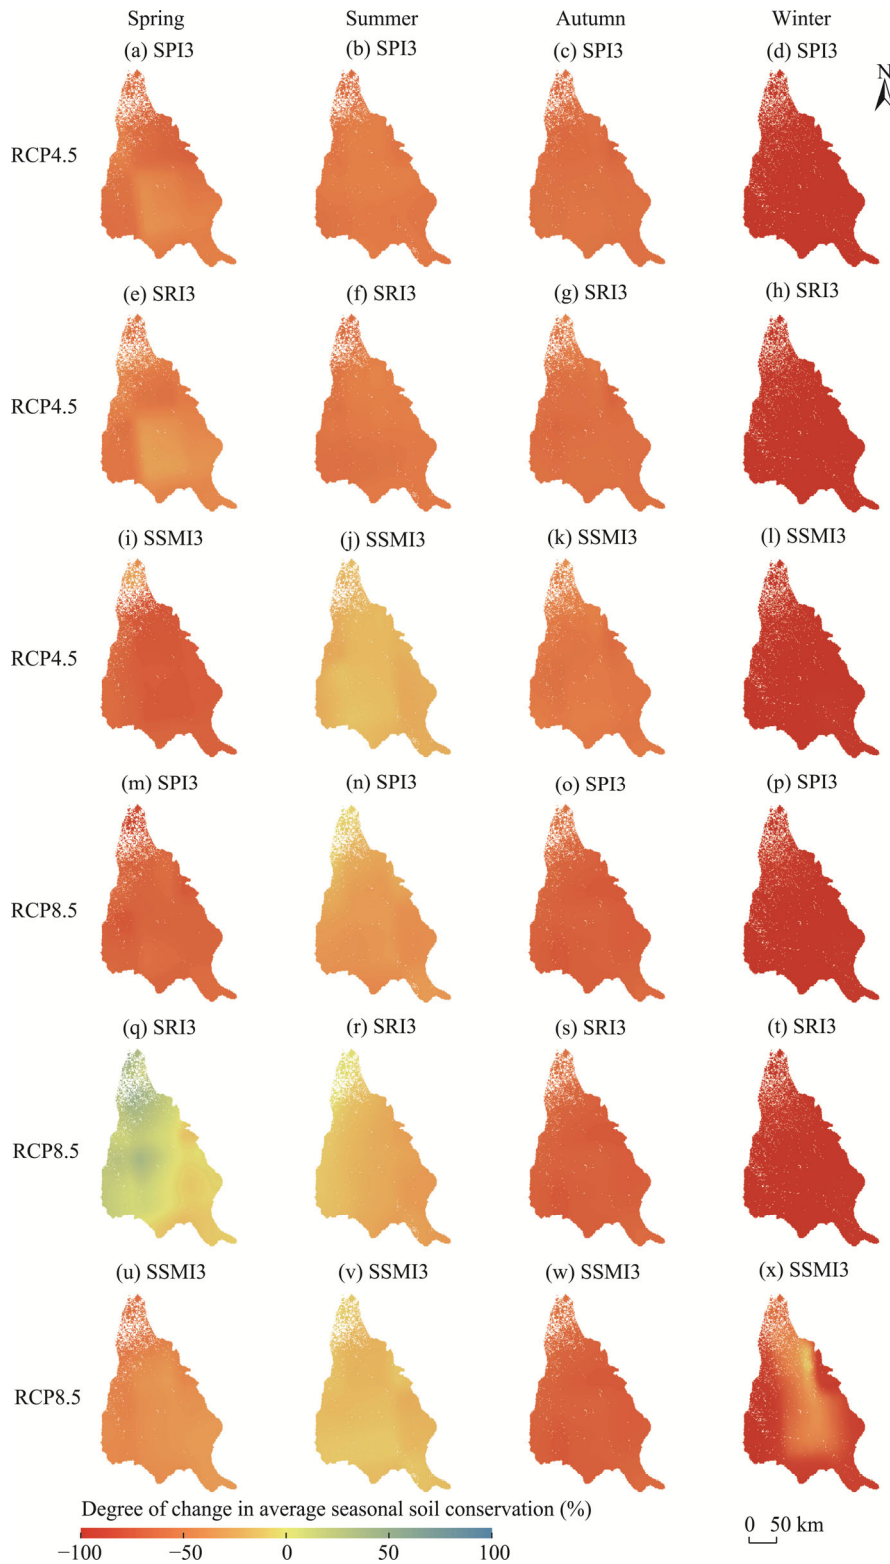 Spring Summer Autumn Winter
(a) SPI3 (b) SPI3 (c) SPI3 (d) SPI3
N
RCP4.5
(e) SRI3 (f) SRI3 (g) SRI3 (h) SRI3
RCP4.5
(i) SSMI3 (j) SSMI3 (k) SSMI3 (l) SSMI3
RCP4.5
(m) SPI3 (n) SPI3 (o) SPI3 (p) SPI3
RCP8.5
(q) SRI3 (r) SRI3 (s) SRI3 (t) SRI3
RCP8.5
(u) SSMI3 (v) SSMI3 (w) SSMI3 (x) SSMI3
RCP8.5
Degree of change in average seasonal soil conservation (%)
−100 −50 0 50 100
0 50 km